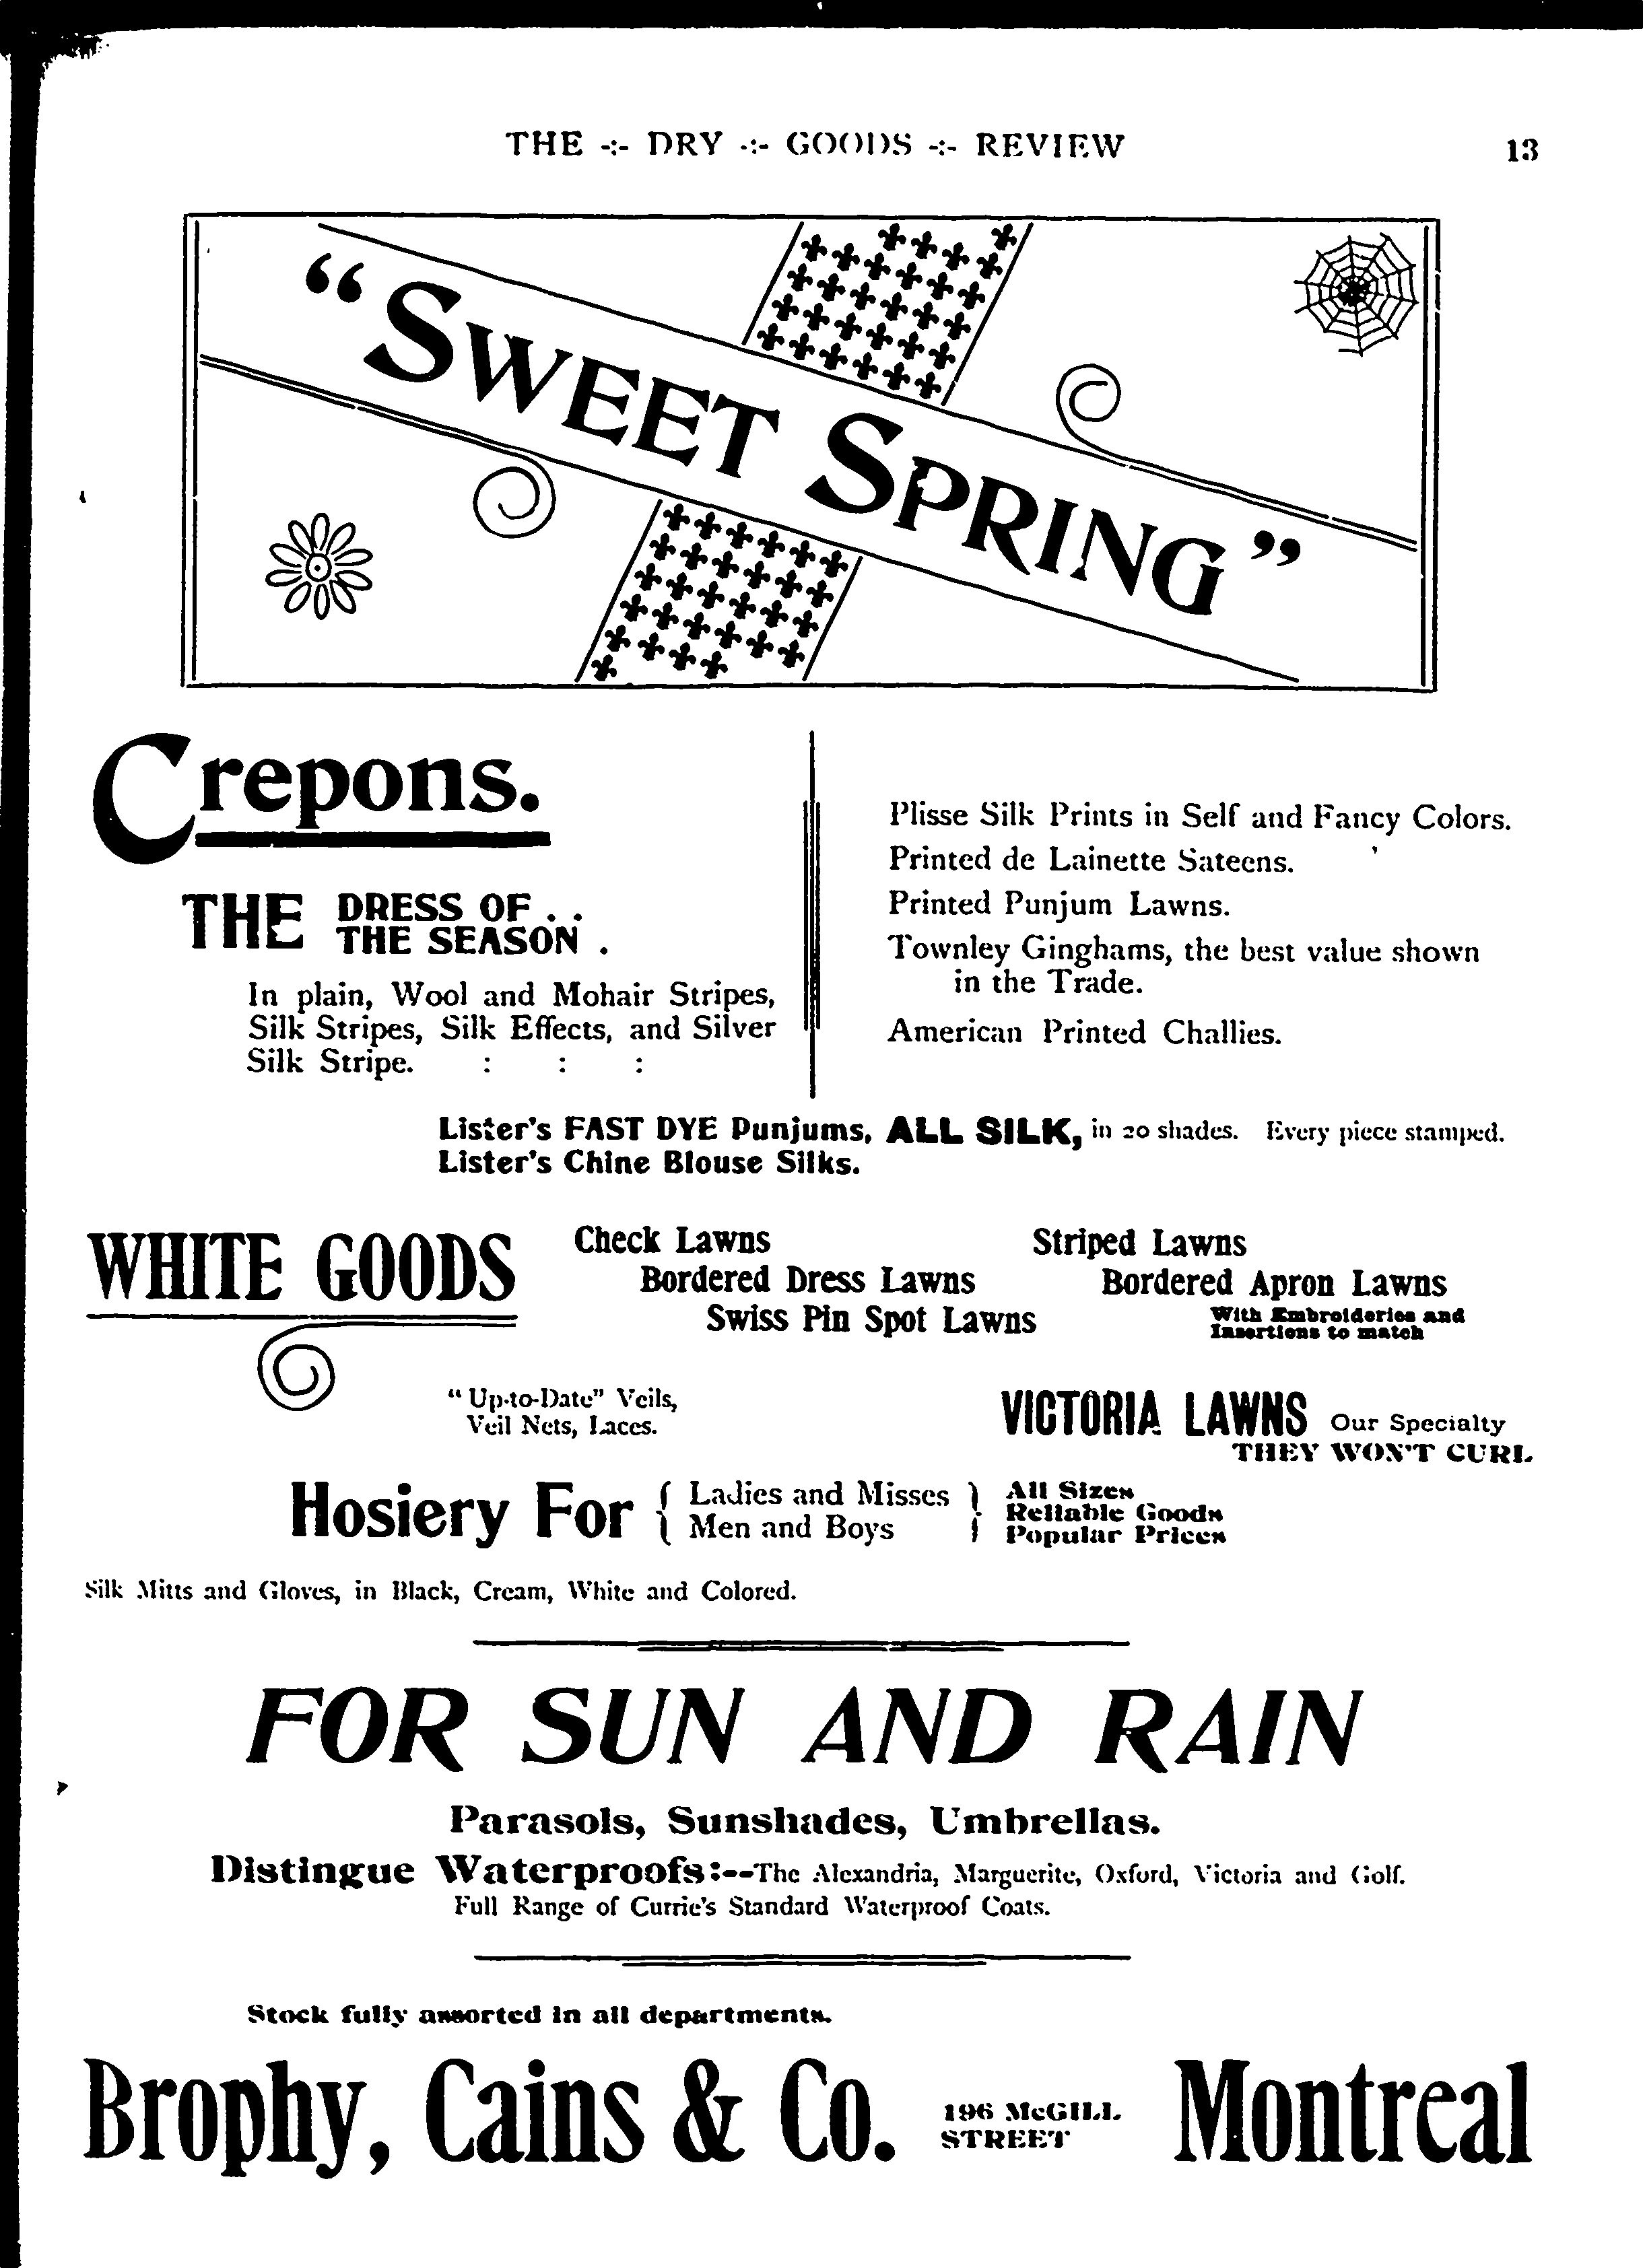 THE -:- DRY -:- GOODS -:- REVIEW
13
"SWEET SPRING"
Crepons.
THE DRESS OF . .
THE SEASON .
In plain, Wool and Mohair Stripes,
Silk Stripes, Silk Effects, and Silver
Silk Stripe. : : :
Plisse Silk Prints in Self and Fancy Colors.
Printed de Lainette Sateens.
Printed Punjum Lawns.
Townley Ginghams, the best value shown
in the Trade.
American Printed Challies.
Lister's FAST DYE Punjums, ALL SILK, in 20 shades. Every piece stamped.
Lister's Chine Blouse Silks.
WHITE GOODS
Check Lawns
Bordered Dress Lawns
Swiss Pin Spot Lawns
Striped Lawns
Bordered Apron Lawns
With Embroideries and
Insertions to match
"Up-to-Date" Veils,
Veil Nets, Laces.
VICTORIA LAWNS Our Specialty
THEY WON'T CURL
Hosiery For { Ladies and Misses
Men and Boys }
All Sizes
Reliable Goods
Popular Prices
Silk Mitts and Gloves, in Black, Cream, White and Colored.
FOR SUN AND RAIN
Parasols, Sunshades, Umbrellas.
Distingue Waterproofs:--The Alexandria, Marguerite, Oxford, Victoria and Golf.
Full Range of Currie's Standard Waterproof Coats.
Stock fully assorted in all departments.
Brophy, Cains & Co. 196 McGILL
STREET
Montreal